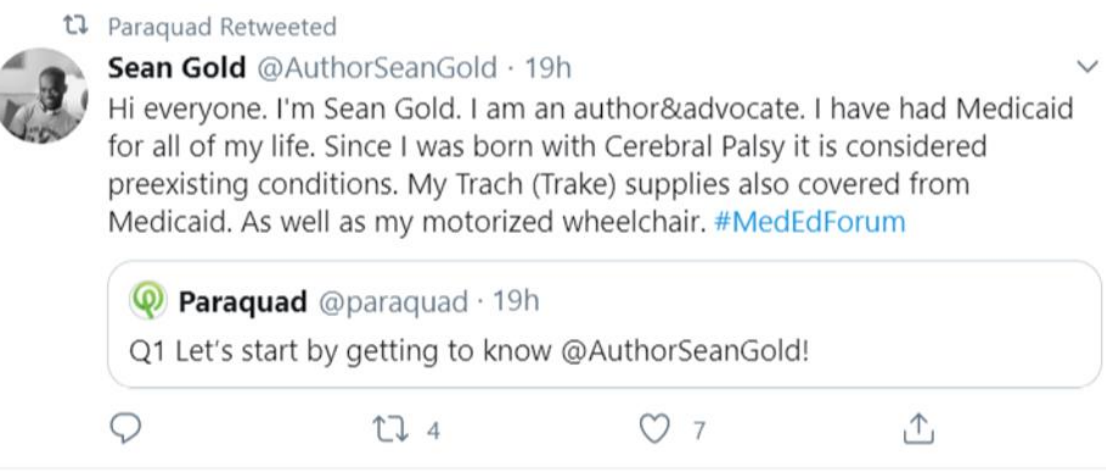 Paraquad Retweeted
Sean Gold @AuthorSeanGold · 19h
Hi everyone. I'm Sean Gold. I am an author&advocate. I have had Medicaid
for all of my life. Since I was born with Cerebral Palsy it is considered
preexisting conditions. My Trach (Trake) supplies also covered from
Medicaid. As well as my motorized wheelchair. #MedEdForum
Paraquad @paraquad · 19h
Q1 Let's start by getting to know @AuthorSeanGold!
4 7